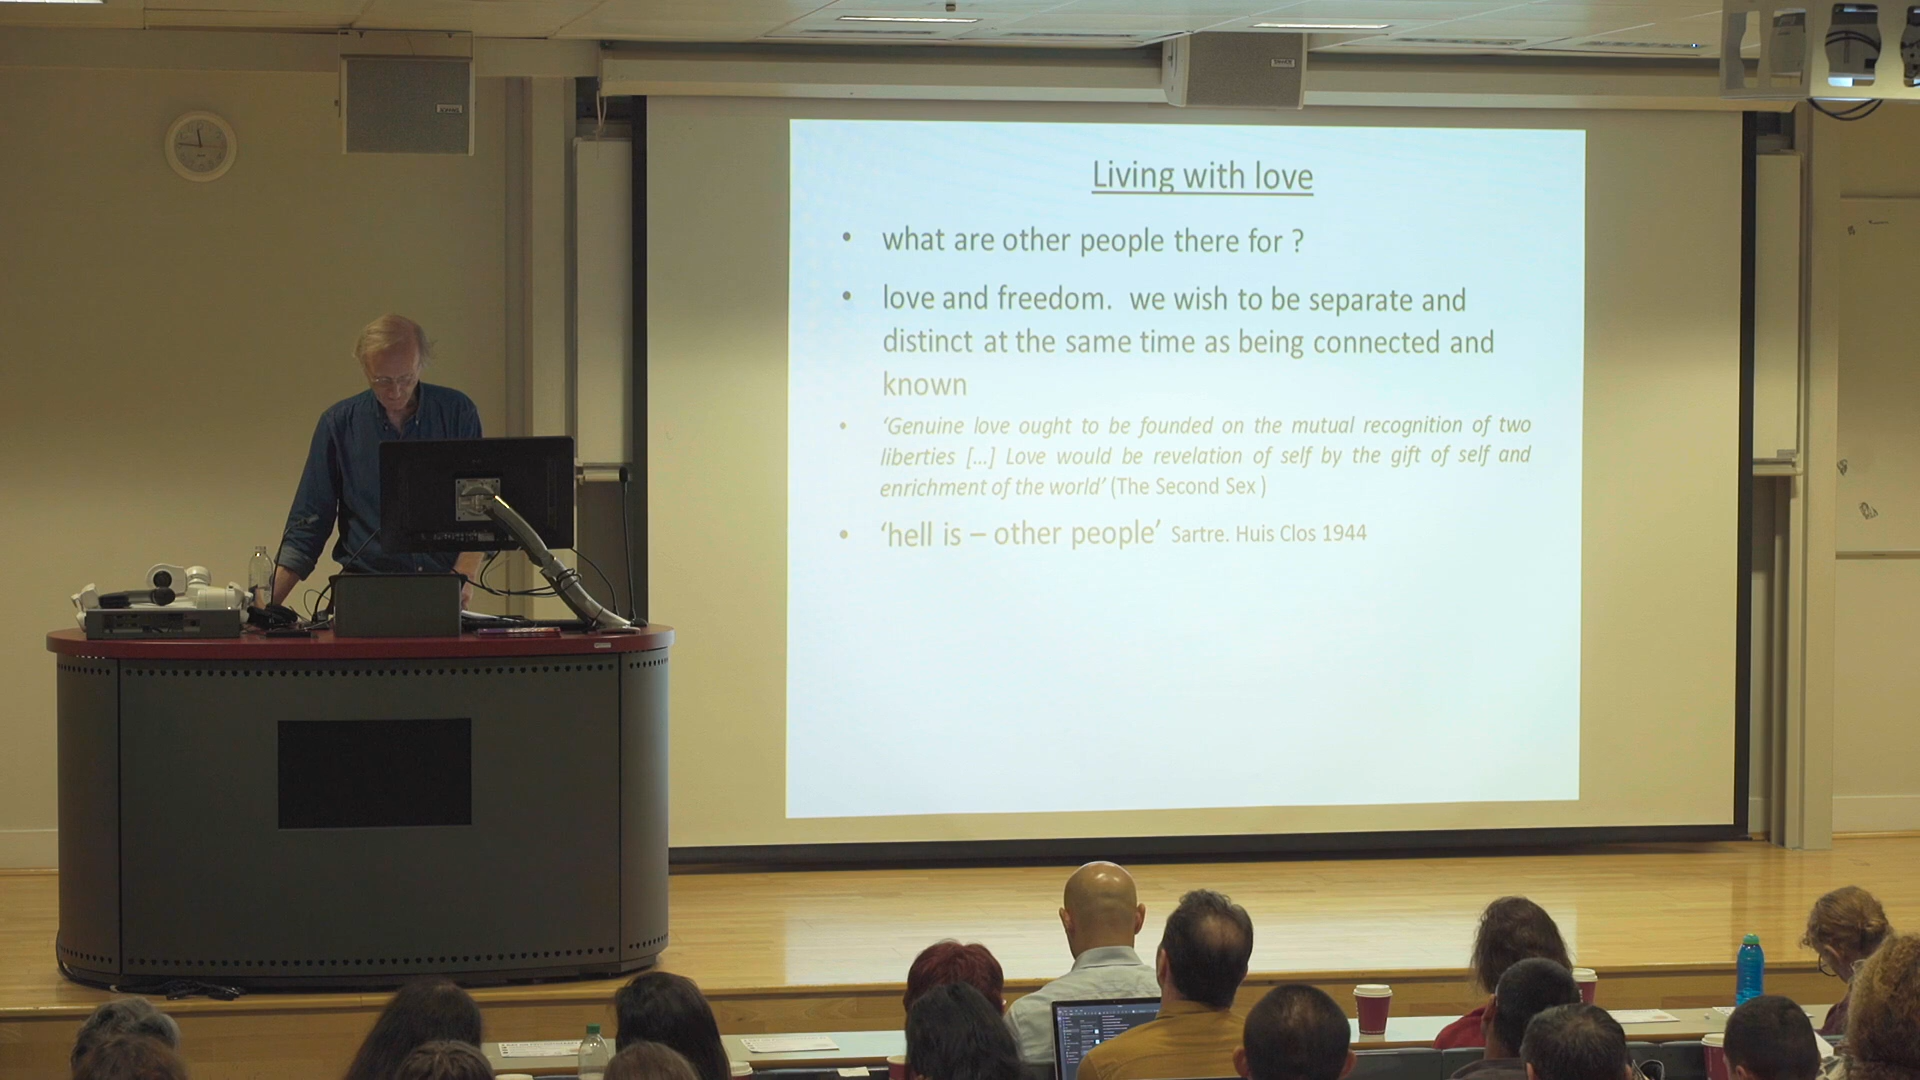 Living with love
• what are other people there for ?
• love and freedom. we wish to be separate and
distinct at the same time as being connected and
known
• ‘Genuine love ought to be founded on the mutual recognition of two
liberties [...] Love would be revelation of self by the gift of self and
enrichment of the world’ (The Second Sex )
• ‘hell is – other people’ Sartre. Huis Clos 1944